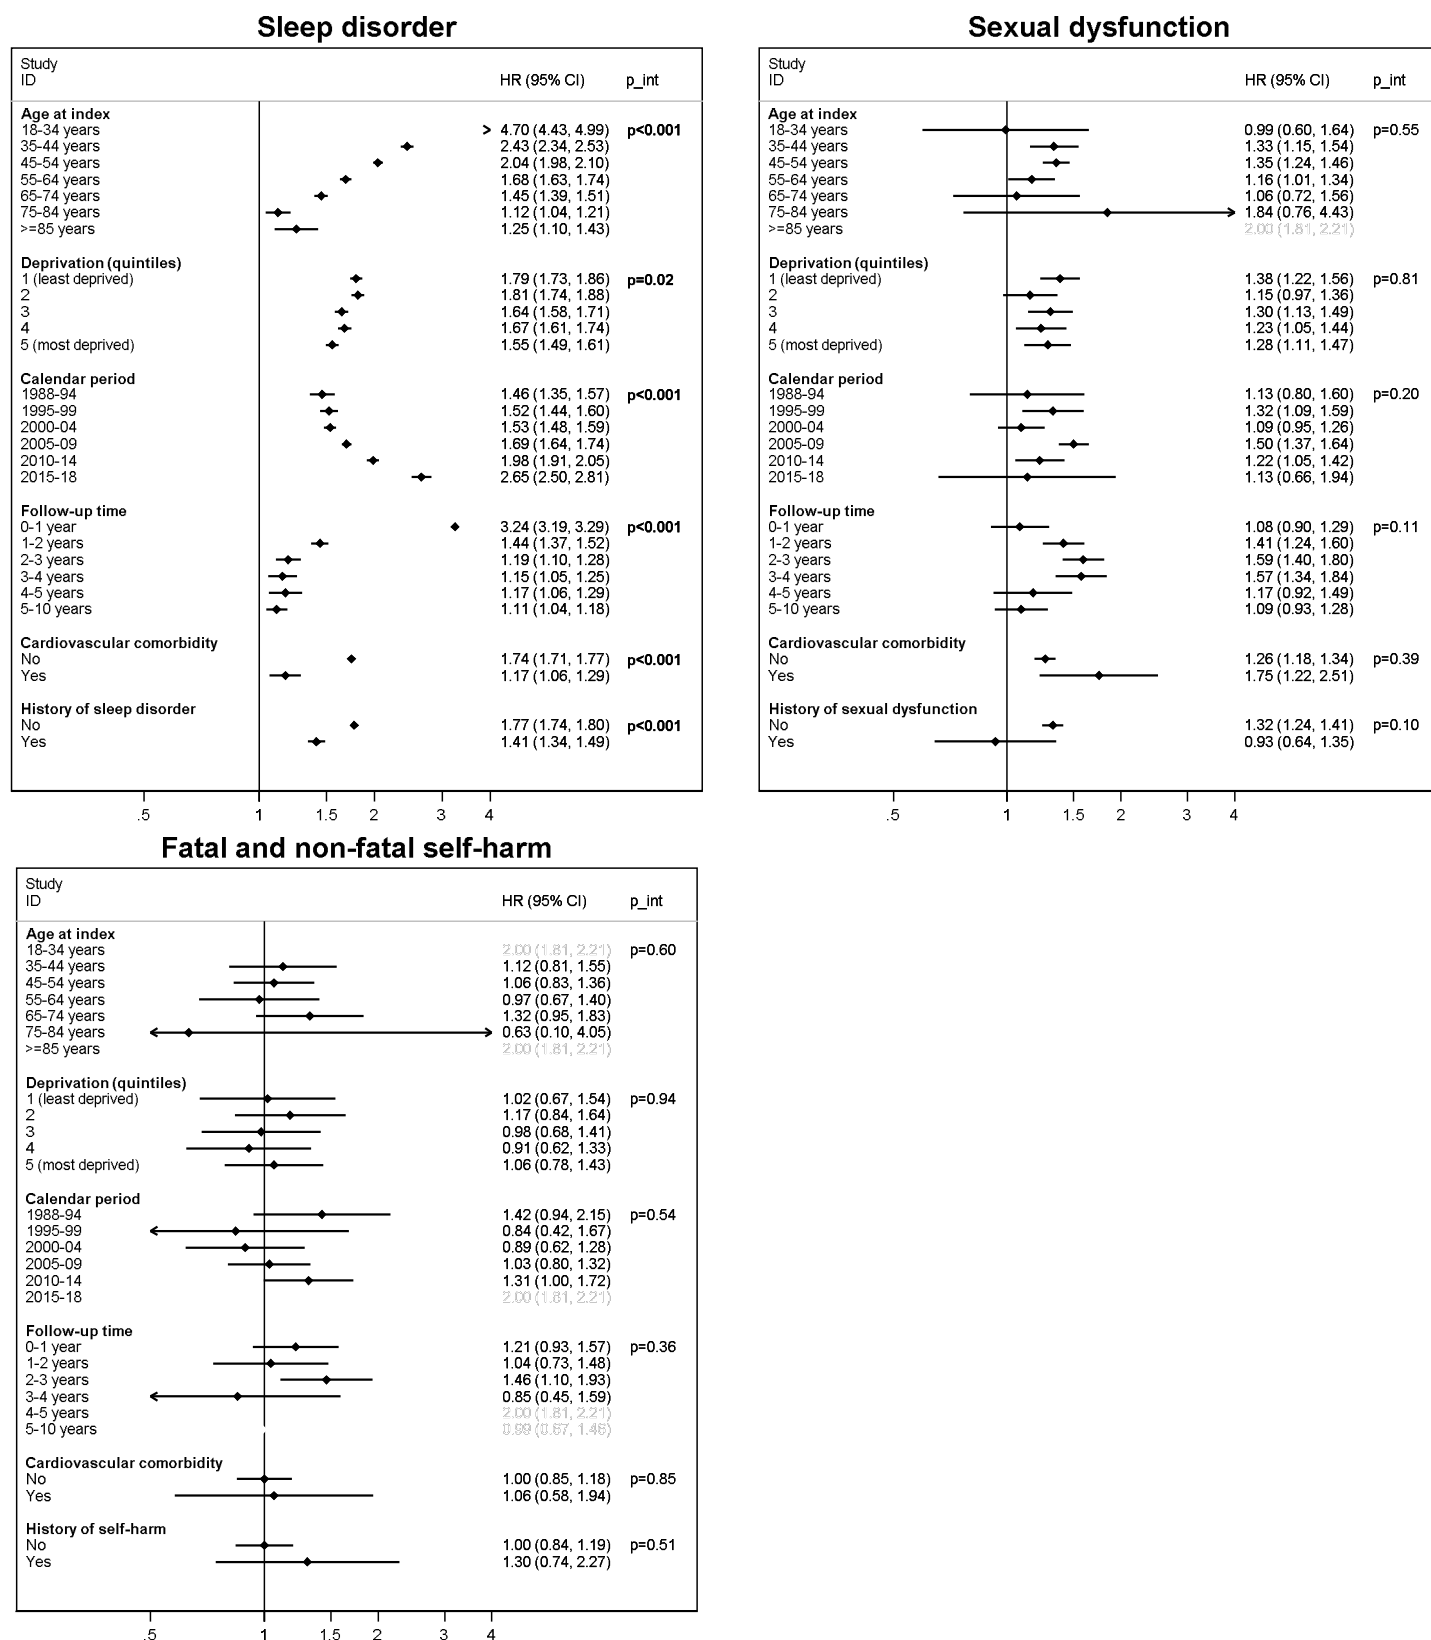 Sleep disorder
Study
ID HR (95% CI) p_int
Age at index
18-34 years 4.70 (4.43, 4.99) p<0.001
35-44 years 2.43 (2.34, 2.53)
45-54 years 2.04 (1.98, 2.10)
55-64 years 1.68 (1.63, 1.74)
65-74 years 1.45 (1.39, 1.51)
75-84 years 1.12 (1.04, 1.21)
>=85 years 1.25 (1.10, 1.43)
Deprivation (quintiles)
1 (least deprived) 1.79 (1.73, 1.86) p=0.02
2 1.81 (1.74, 1.88)
3 1.64 (1.58, 1.71)
4 1.67 (1.61, 1.74)
5 (most deprived) 1.55 (1.49, 1.61)
Calendar period
1988-94 1.46 (1.35, 1.57) p<0.001
1995-99 1.52 (1.44, 1.60)
2000-04 1.53 (1.48, 1.59)
2005-09 1.69 (1.64, 1.74)
2010-14 1.98 (1.91, 2.05)
2015-18 2.65 (2.50, 2.81)
Follow-up time
0-1 year 3.24 (3.19, 3.29) p<0.001
1-2 years 1.44 (1.37, 1.52)
2-3 years 1.19 (1.10, 1.28)
3-4 years 1.15 (1.05, 1.25)
4-5 years 1.17 (1.06, 1.29)
5-10 years 1.11 (1.04, 1.18)
Cardiovascular comorbidity
No 1.74 (1.71, 1.77) p<0.001
Yes 1.17 (1.06, 1.29)
History of sleep disorder
No 1.77 (1.74, 1.80) p<0.001
Yes 1.41 (1.34, 1.49)
.5 1 1.5 2 3 4
Sexual dysfunction
Study
ID HR (95% CI) p_int
Age at index
18-34 years 0.99 (0.60, 1.64) p=0.55
35-44 years 1.33 (1.15, 1.54)
45-54 years 1.35 (1.24, 1.46)
55-64 years 1.16 (1.01, 1.34)
65-74 years 1.06 (0.72, 1.56)
75-84 years 1.84 (0.76, 4.43)
>=85 years 2.00 (1.81, 2.21)
Deprivation (quintiles)
1 (least deprived) 1.38 (1.22, 1.56) p=0.81
2 1.15 (0.97, 1.36)
3 1.30 (1.13, 1.49)
4 1.23 (1.05, 1.44)
5 (most deprived) 1.28 (1.11, 1.47)
Calendar period
1988-94 1.13 (0.80, 1.60) p=0.20
1995-99 1.32 (1.09, 1.59)
2000-04 1.09 (0.95, 1.26)
2005-09 1.50 (1.37, 1.64)
2010-14 1.22 (1.05, 1.42)
2015-18 1.13 (0.66, 1.94)
Follow-up time
0-1 year 1.08 (0.90, 1.29) p=0.11
1-2 years 1.41 (1.24, 1.60)
2-3 years 1.59 (1.40, 1.80)
3-4 years 1.57 (1.34, 1.84)
4-5 years 1.17 (0.92, 1.49)
5-10 years 1.09 (0.93, 1.28)
Cardiovascular comorbidity
No 1.26 (1.18, 1.34) p=0.39
Yes 1.75 (1.22, 2.51)
History of sexual dysfunction
No 1.32 (1.24, 1.41) p=0.10
Yes 0.93 (0.64, 1.35)
.5 1 1.5 2 3 4
Fatal and non-fatal self-harm
Study
ID HR (95% CI) p_int
Age at index
18-34 years 2.00 (1.81, 2.21) p=0.60
35-44 years 1.12 (0.81, 1.55)
45-54 years 1.06 (0.83, 1.36)
55-64 years 0.97 (0.67, 1.40)
65-74 years 1.32 (0.95, 1.83)
75-84 years 0.63 (0.10, 4.05)
>=85 years 2.00 (1.81, 2.21)
Deprivation (quintiles)
1 (least deprived) 1.02 (0.67, 1.54) p=0.94
2 1.17 (0.84, 1.64)
3 0.98 (0.68, 1.41)
4 0.91 (0.62, 1.33)
5 (most deprived) 1.06 (0.78, 1.43)
Calendar period
1988-94 1.42 (0.94, 2.15) p=0.54
1995-99 0.84 (0.42, 1.67)
2000-04 0.89 (0.62, 1.28)
2005-09 1.03 (0.80, 1.32)
2010-14 1.31 (1.00, 1.72)
2015-18 2.00 (1.81, 2.21)
Follow-up time
0-1 year 1.21 (0.93, 1.57) p=0.36
1-2 years 1.04 (0.73, 1.48)
2-3 years 1.46 (1.10, 1.93)
3-4 years 0.85 (0.45, 1.59)
4-5 years 2.00 (1.81, 2.21)
5-10 years 0.99 (0.67, 1.46)
Cardiovascular comorbidity
No 1.00 (0.85, 1.18) p=0.85
Yes 1.06 (0.58, 1.94)
History of self-harm
No 1.00 (0.84, 1.19) p=0.51
Yes 1.30 (0.74, 2.27)
.5 1 1.5 2 3 4